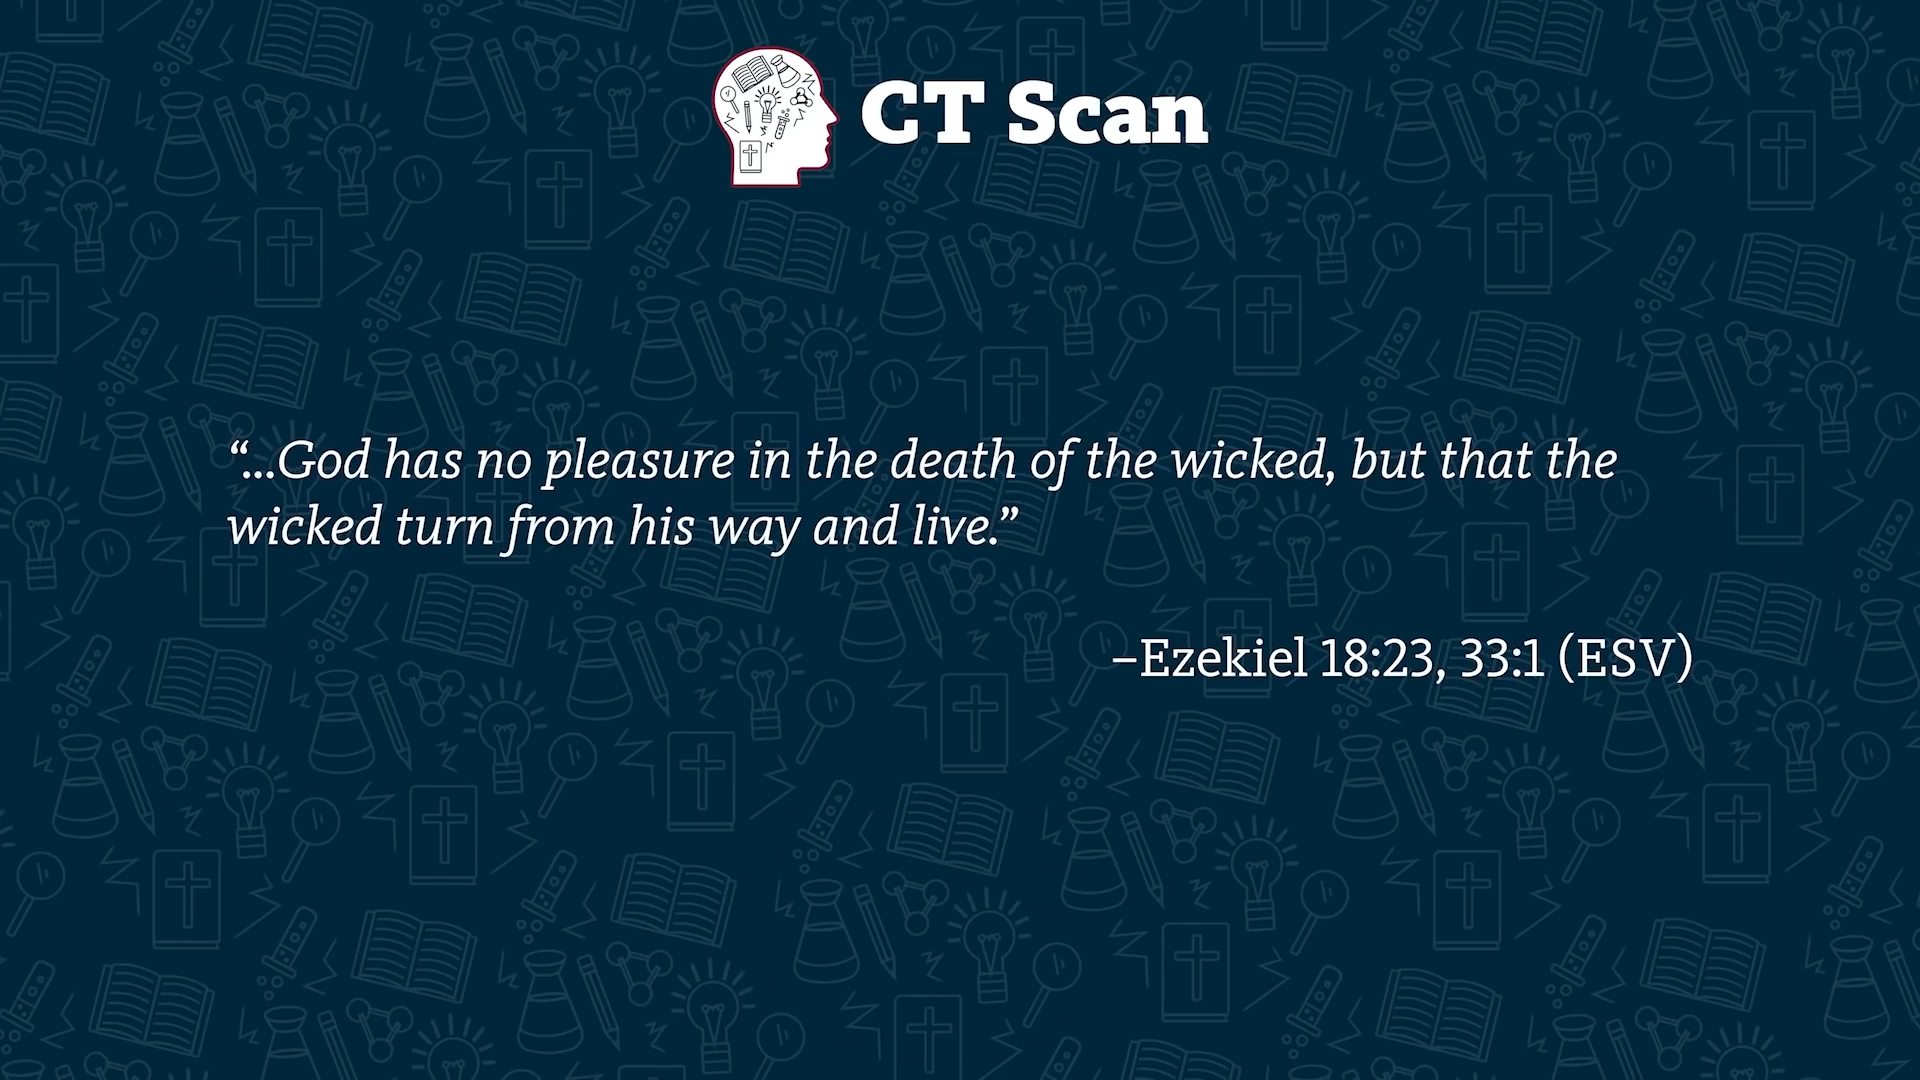 CT Scan
“...God has no pleasure in the death of the wicked, but that the
wicked turn from his way and live.”
–Ezekiel 18:23, 33:1 (ESV)